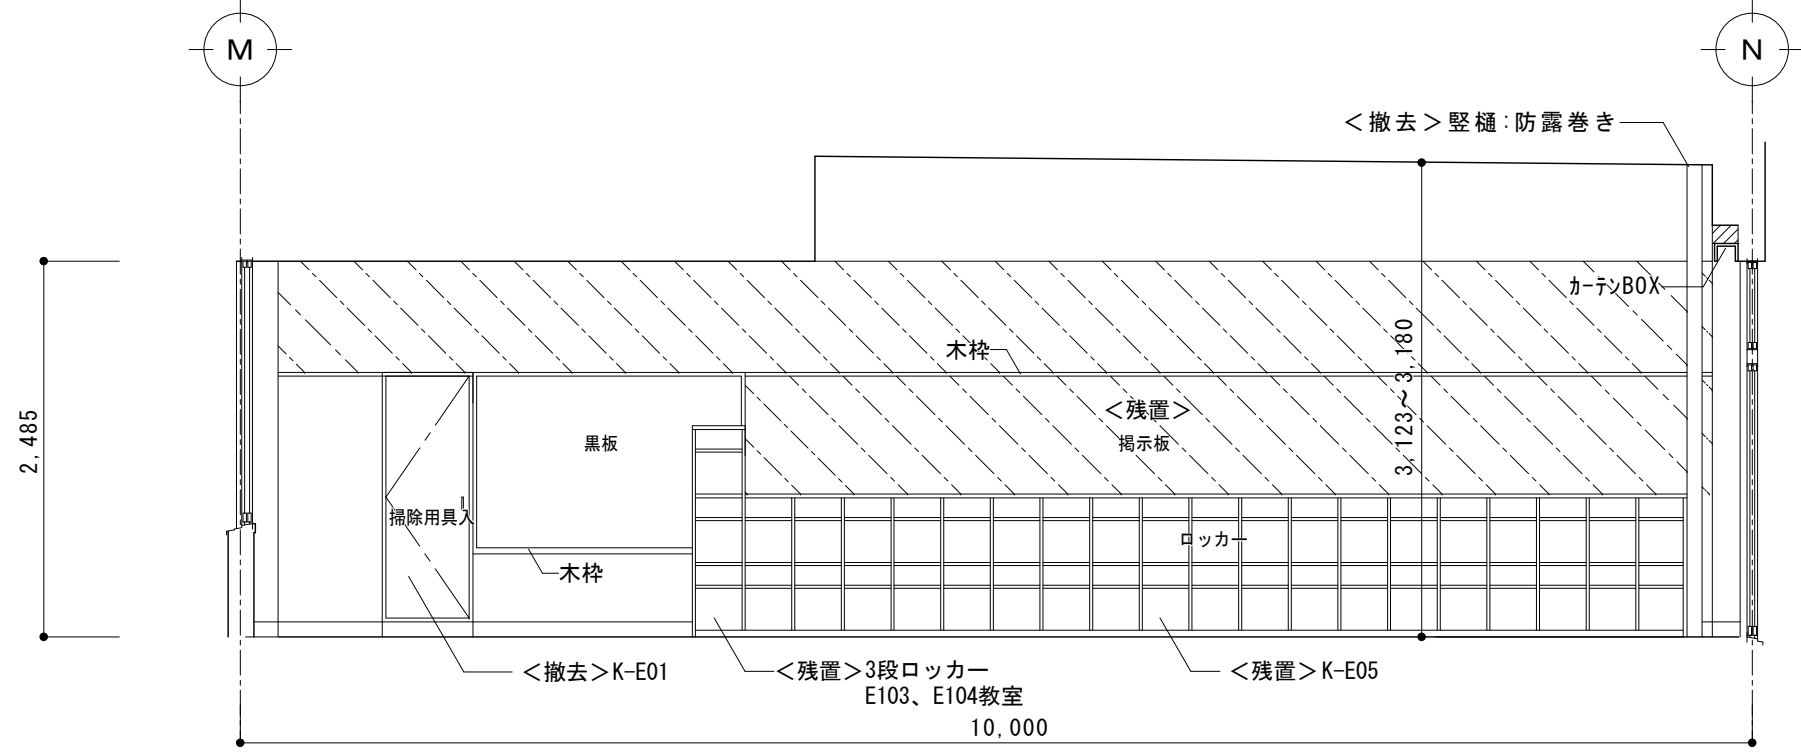 M
N
<撤去>竪樋:防露巻き
カーテンBOX
木枠
3,123~3,180
<残置>
掲示板
黒板
2,485
掃除用具入
ロッカー
木枠
<撤去>K-E01
<残置>3段ロッカー
E103、E104教室
<残置>K-E05
10,000